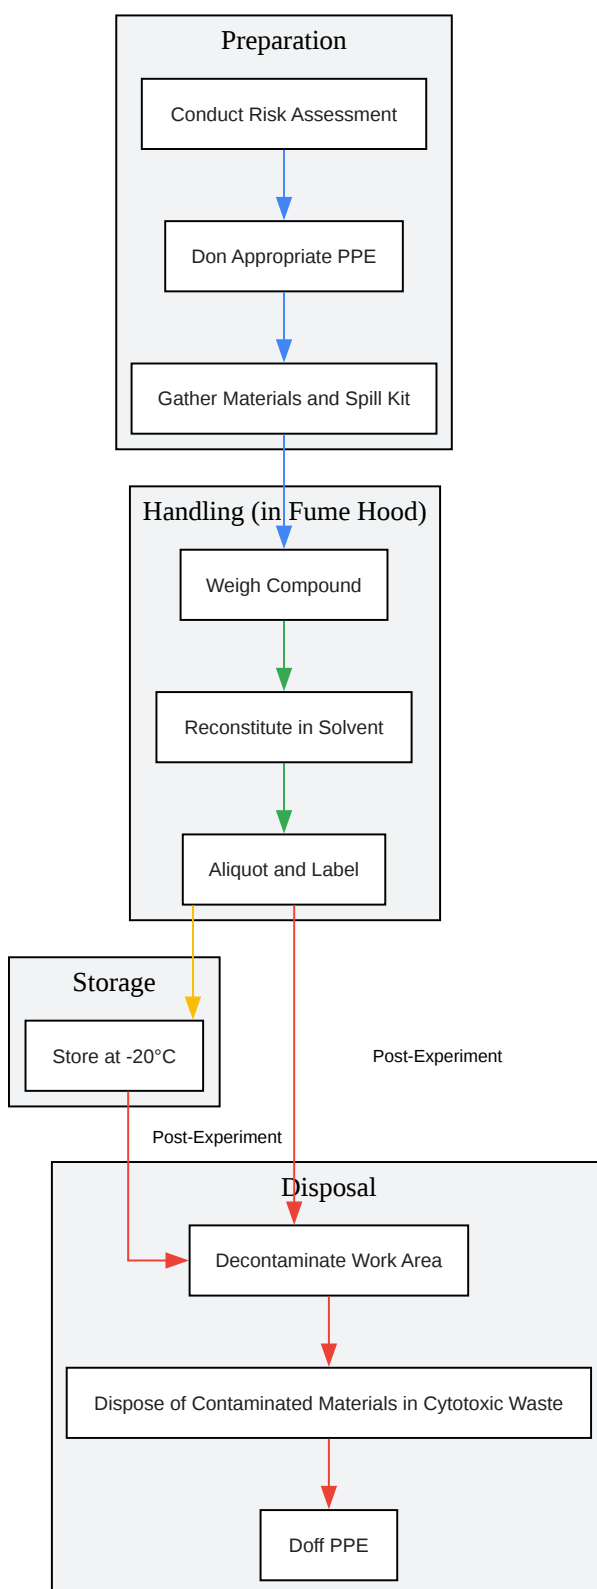 Preparation
Conduct Risk Assessment
Don Appropriate PPE
Gather Materials and Spill Kit
Handling (in Fume Hood)
Weigh Compound
Reconstitute in Solvent
Aliquot and Label
Storage
Store at -20°C
Post-Experiment
Post-Experiment
Disposal
Decontaminate Work Area
Dispose of Contaminated Materials in Cytotoxic Waste
Doff PPE